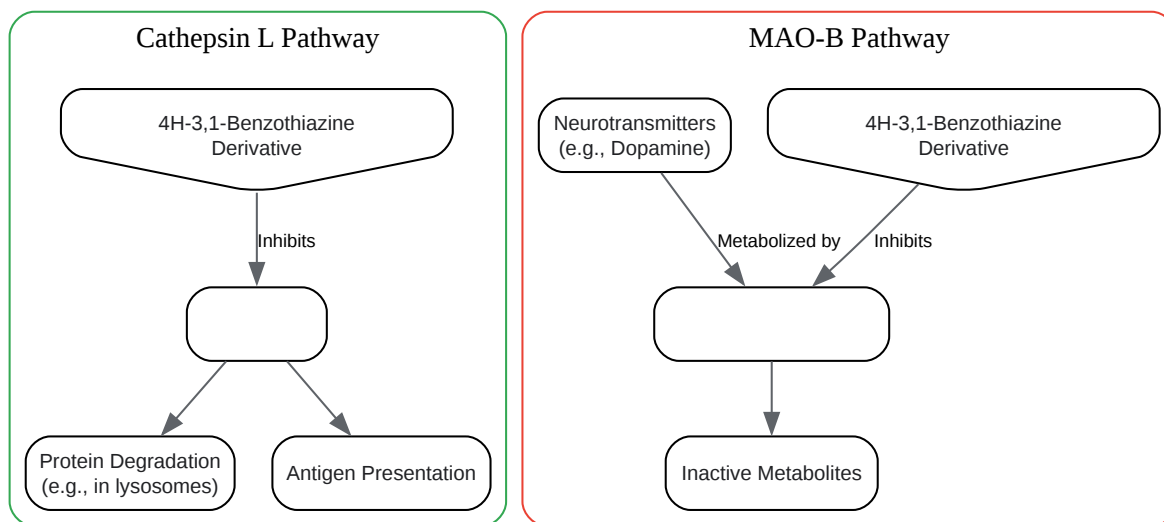 Cathepsin L Pathway
4H-3,1-Benzothiazine
Derivative
Inhibits
Protein Degradation
(e.g., in lysosomes)
Antigen Presentation
MAO-B Pathway
Neurotransmitters
(e.g., Dopamine)
4H-3,1-Benzothiazine
Derivative
Metabolized by
Inhibits
Inactive Metabolites